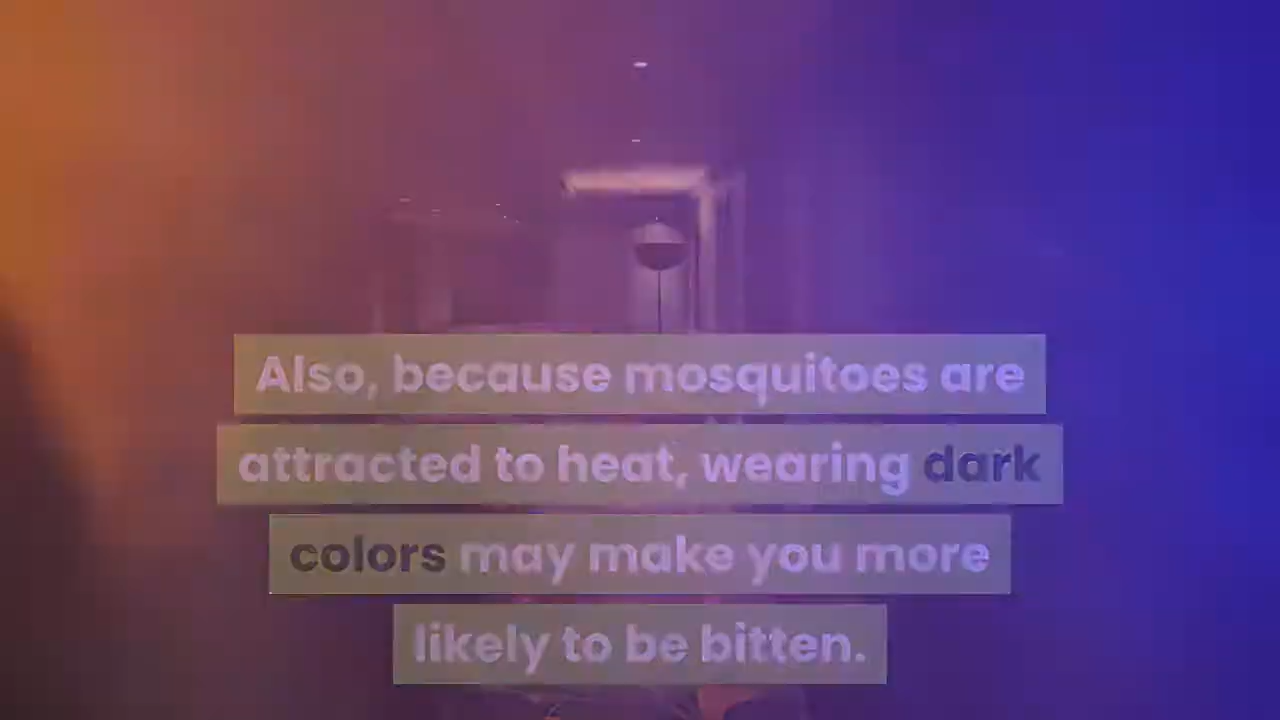 Also, because mosquitoes are
attracted to heat, wearing dark
colors may make you more
likely to be bitten.